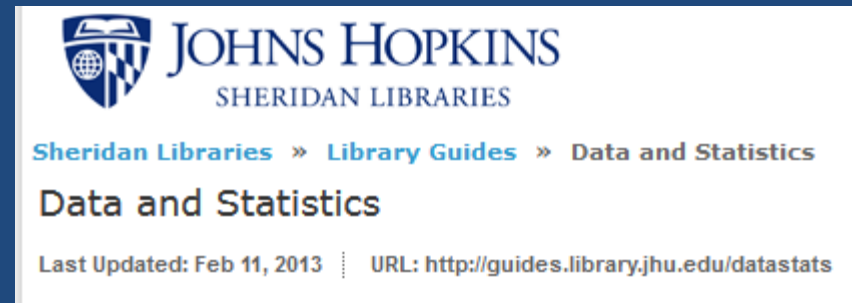 JOHNS HOPKINS
SHERIDAN LIBRARIES
Sheridan Libraries » Library Guides » Data and Statistics
Data and Statistics
Last Updated: Feb 11, 2013 URL: http://guides.library.jhu.edu/datastats